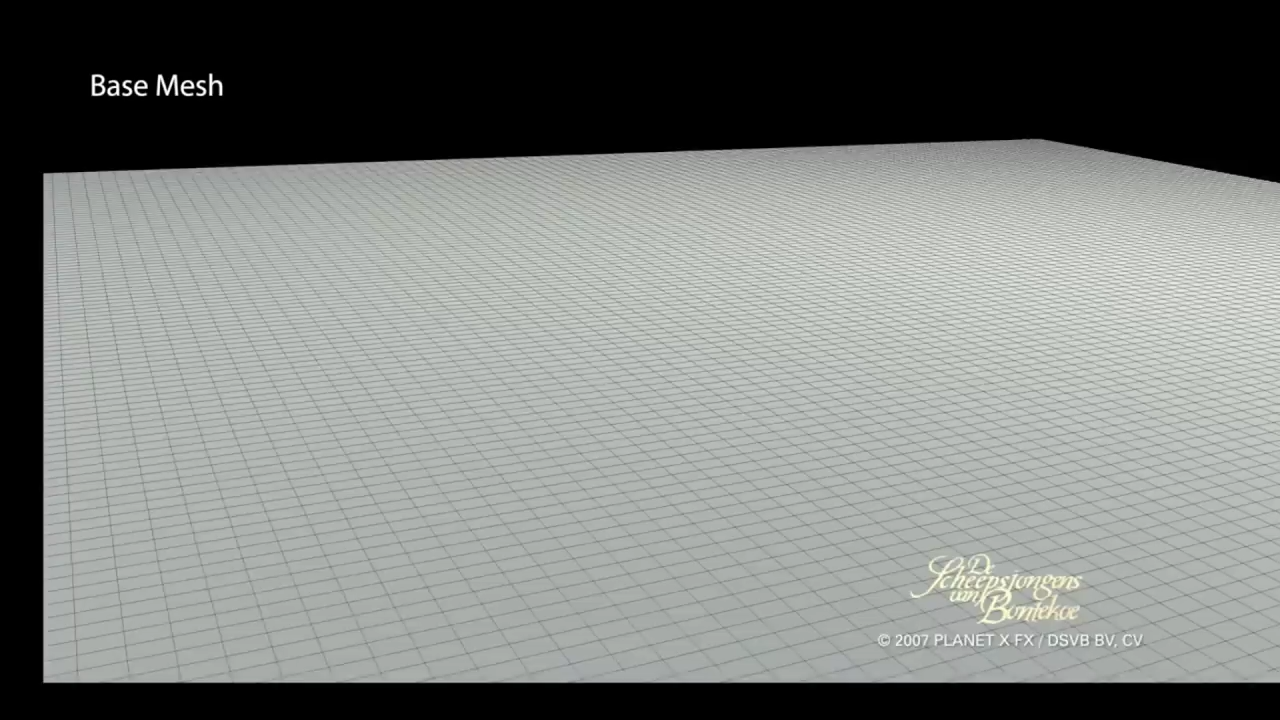 Base Mesh
De
Scheepsjongens
van Bontekoe
© 2007 PLANET X FX / DSVB BV, CV